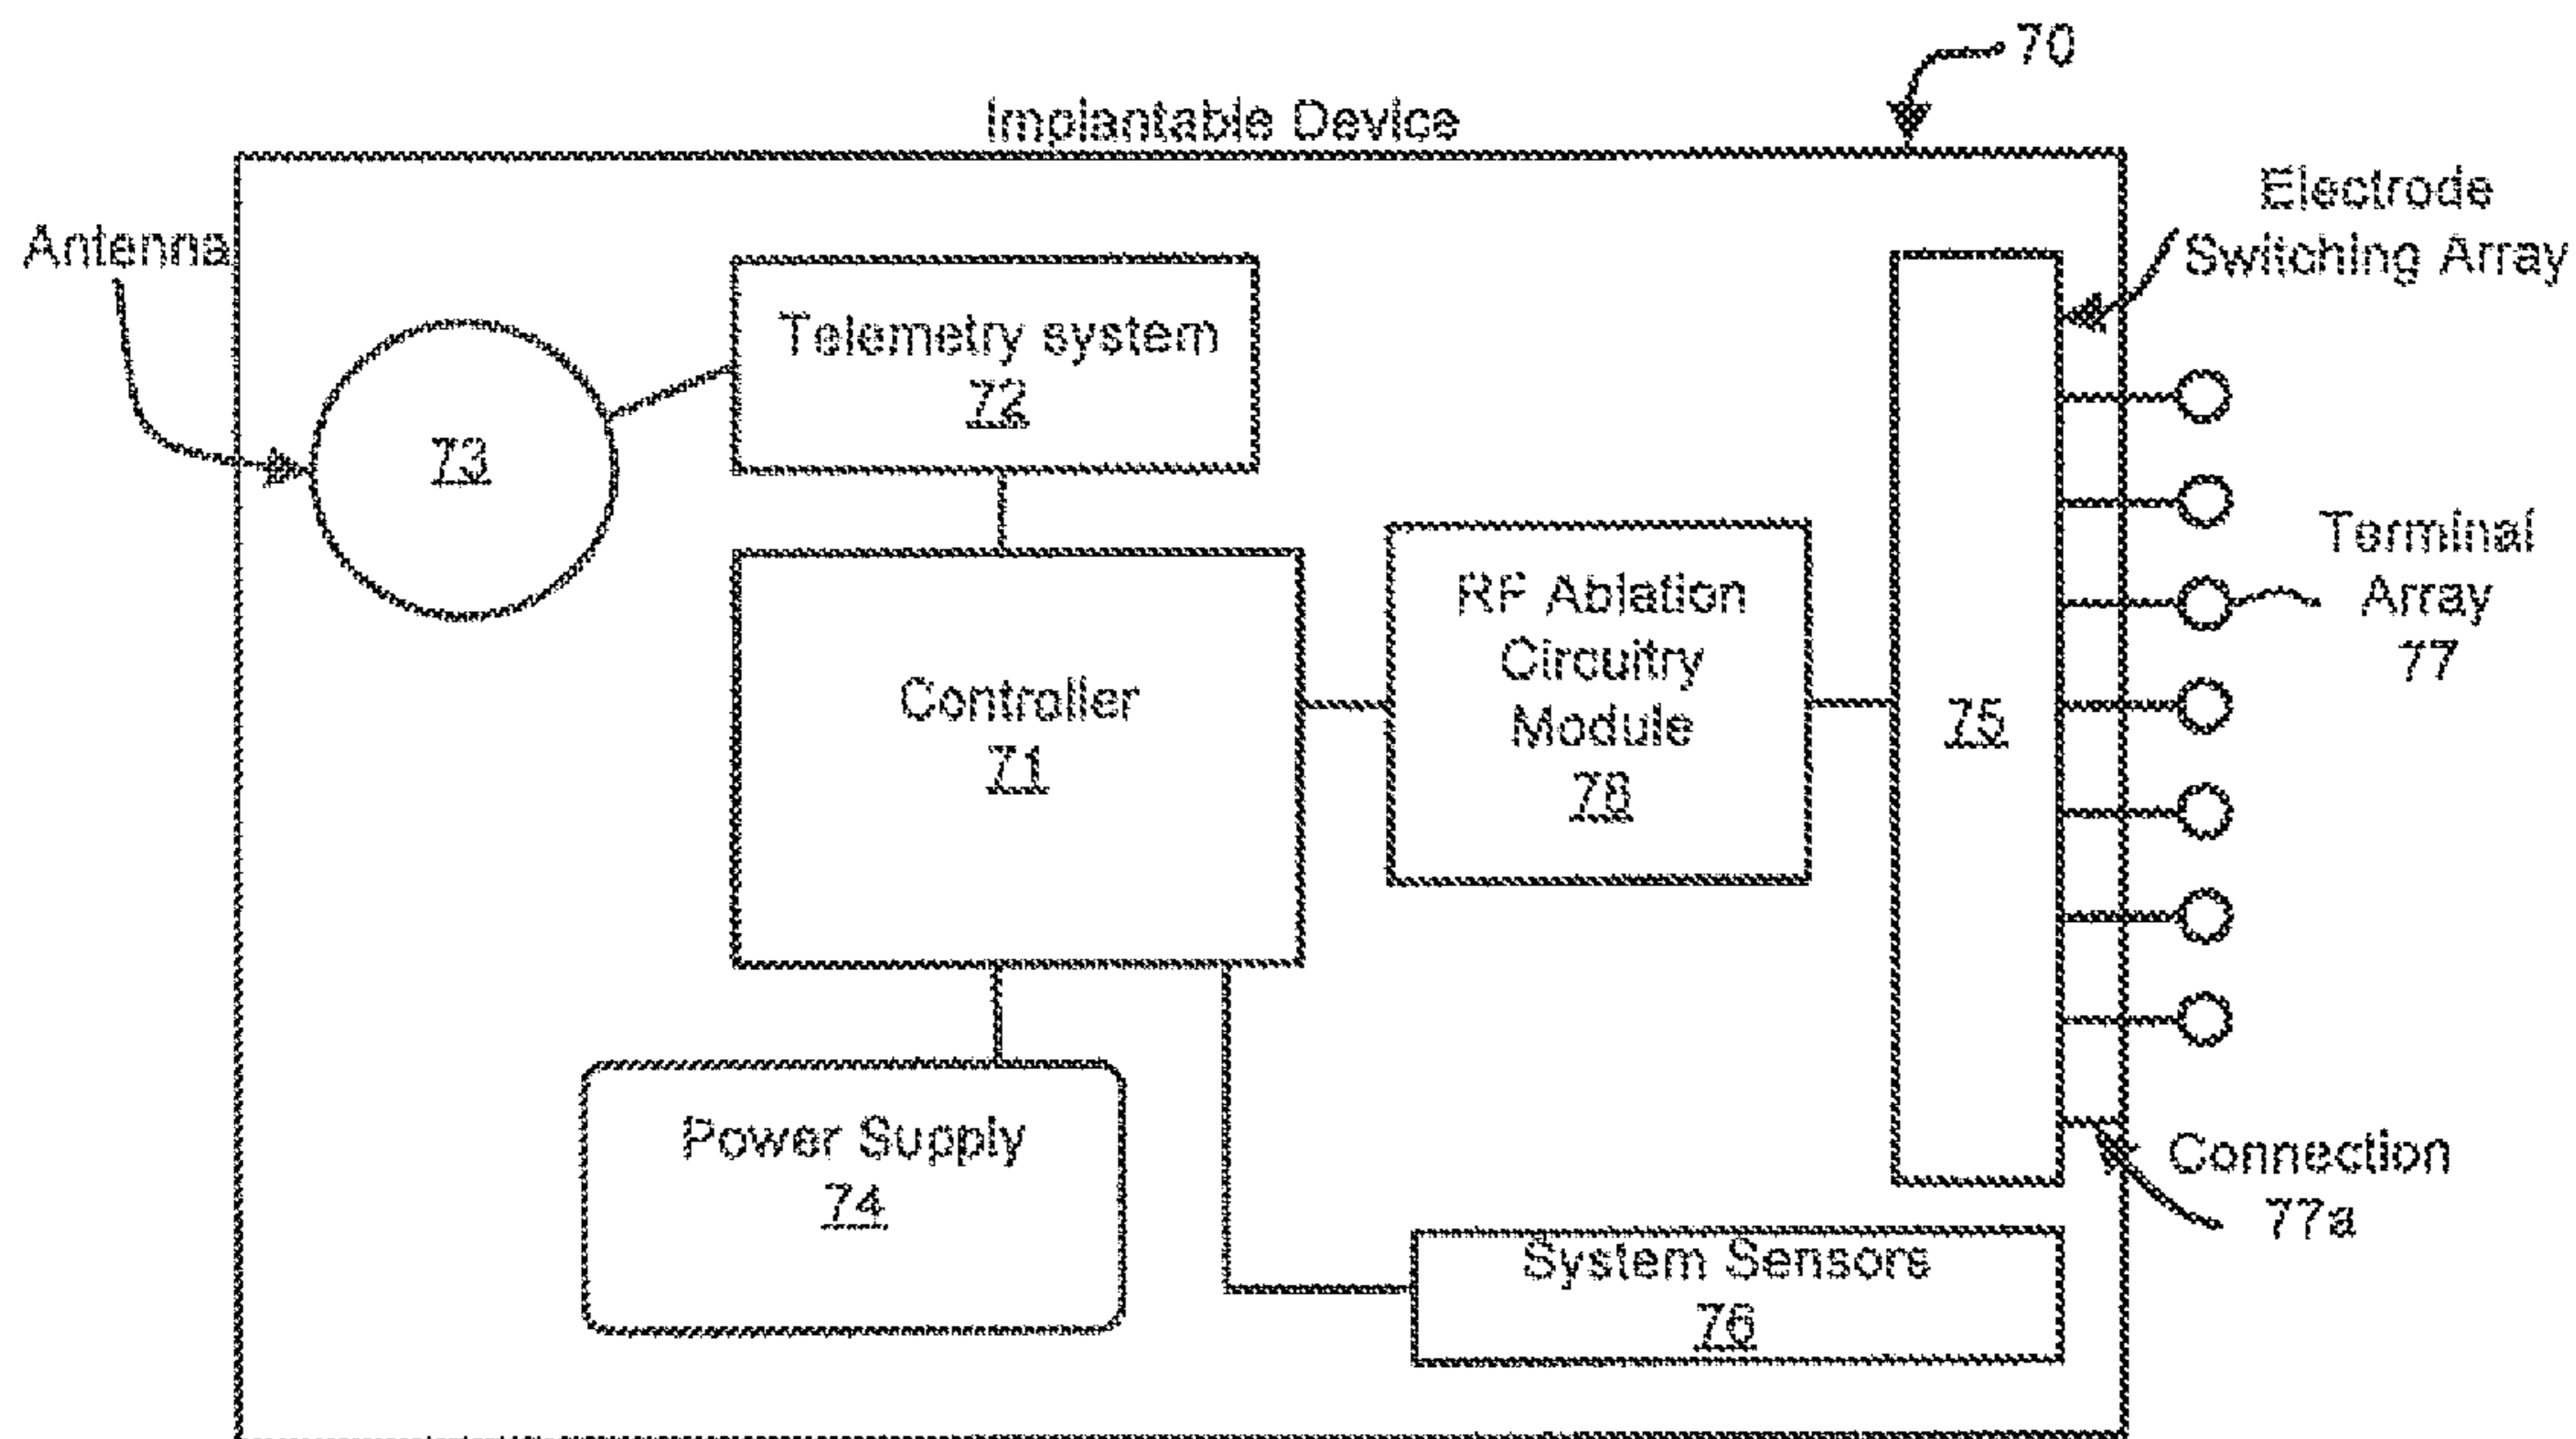 70
Implantable Device
Electrode
Switching Array
Antenna
Telemetry system
72
73
Terminal
Array
77
RF Ablation
Circuitry
Module
78
Controller
71
75
Power Supply
74
Connection
77a
System Sensors
76